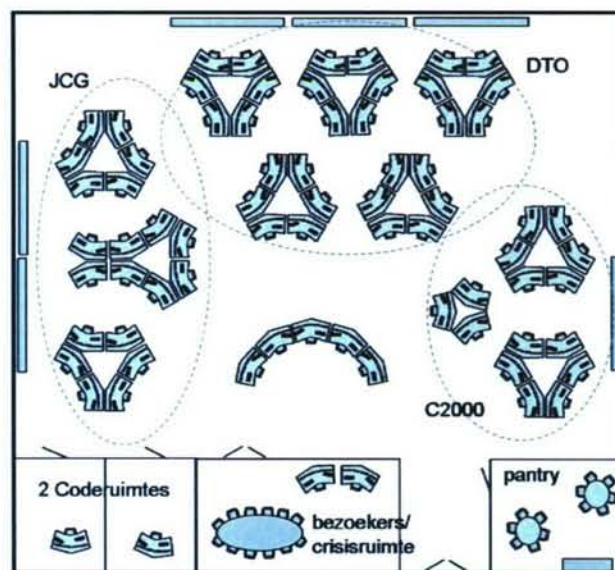 JCG
DTO
C2000
2 Coderuimtes
bezoekers/
crisisruimte
pantry